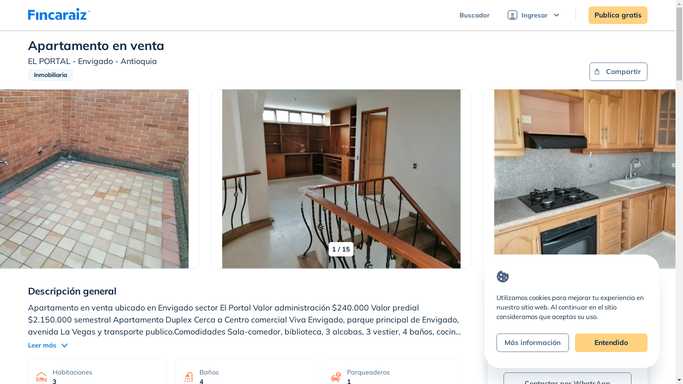 Fincaraiz
Buscador
Ingresar
Publica gratis
Apartamento en venta
EL PORTAL - Envigado - Antioquia
Inmobiliaria
Compartir
1 / 15
Descripción general
Apartamento en venta ubicado en Envigado sector El Portal Valor administración $240.000 Valor predial
$2.150.000 semestral Apartamento Duplex Cerca a Centro comercial Viva Envigado, parque principal de Envigado,
avenida La Vegas y transporte publico.Comodidades Sala-comedor, biblioteca, 3 alcobas, 3 vestier, 4 baños, cocin...
Leer más
Habitaciones
3
Baños
4
Parqueaderos
1
Utilizamos cookies para mejorar tu experiencia en
nuestro sitio web. Al continuar en el sitio
consideramos que aceptas su uso.
Más información
Entendido
Contactar por WhatsApp